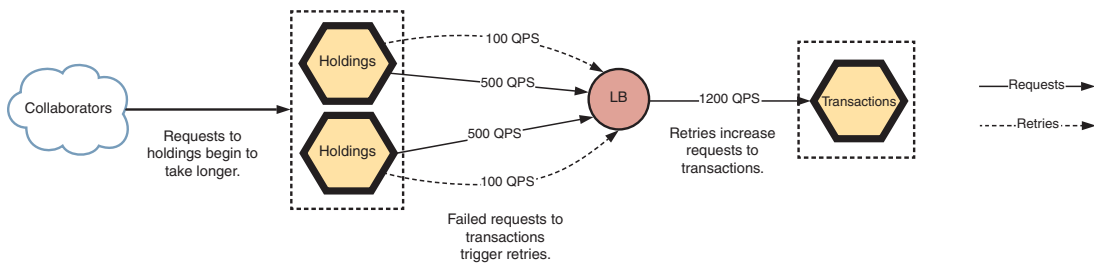 Collaborators
Requests to
holdings begin to
take longer.
Holdings
Holdings
100 QPS
500 QPS
500 QPS
100 QPS
Failed requests to
transactions
trigger retries.
LB
1200 QPS
Retries increase
requests to
transactions.
Transactions
Requests
Retries